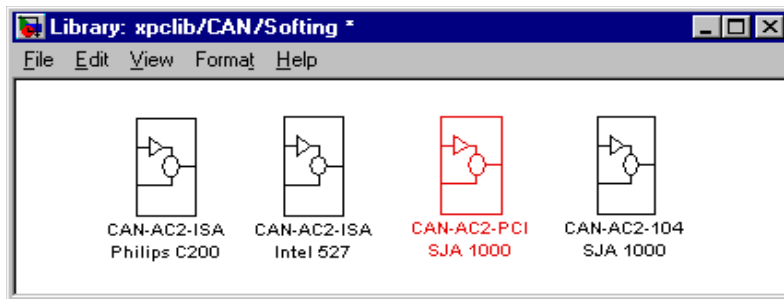 Library: xpclib/CAN/Softing *
File Edit View Format Help
CAN-AC2-ISA CAN-AC2-ISA CAN-AC2-PCI CAN-AC2-104
Philips C200 Intel 527 SJA 1000 SJA 1000